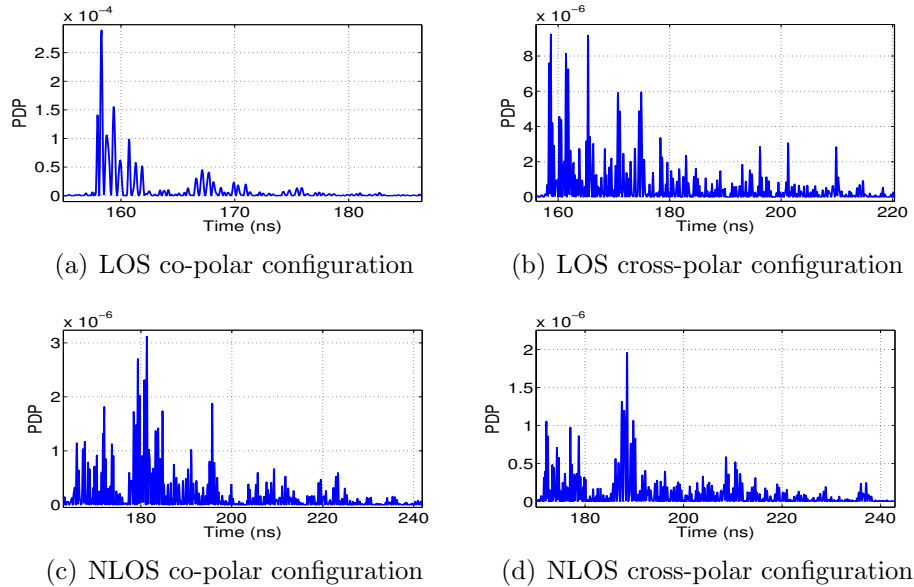 x 10⁻⁴
2.5
2
1.5
1
0.5
0
PDP
160 170 180
Time (ns)
(a) LOS co-polar configuration
x 10⁻⁶
8
6
4
2
0
PDP
160 180 200 220
Time (ns)
(b) LOS cross-polar configuration
x 10⁻⁶
3
2
1
0
PDP
180 200 220 240
Time (ns)
(c) NLOS co-polar configuration
x 10⁻⁶
2
1.5
1
0.5
0
PDP
180 200 220 240
Time (ns)
(d) NLOS cross-polar configuration